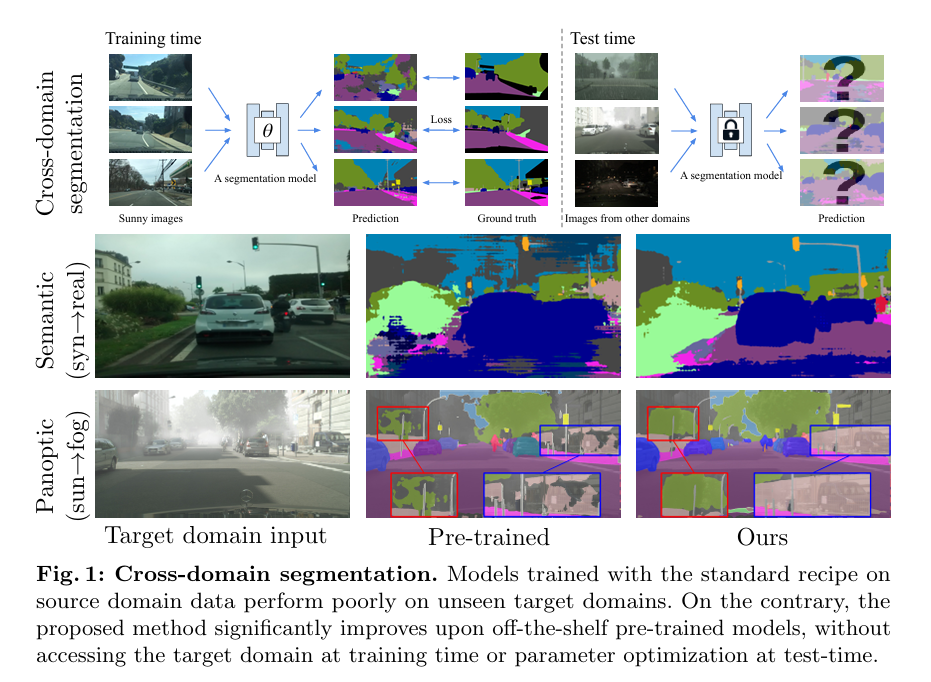 Training time
Test time
Cross-domain
segmentation
θ
Loss
A segmentation model
A segmentation model
?
?
?
Sunny images
Prediction
Ground truth
Images from other domains
Prediction
Semantic
(syn→real)
Panoptic
(sun→fog)
Target domain input
Pre-trained
Ours
Fig. 1: Cross-domain segmentation. Models trained with the standard recipe on
source domain data perform poorly on unseen target domains. On the contrary, the
proposed method significantly improves upon off-the-shelf pre-trained models, without
accessing the target domain at training time or parameter optimization at test-time.